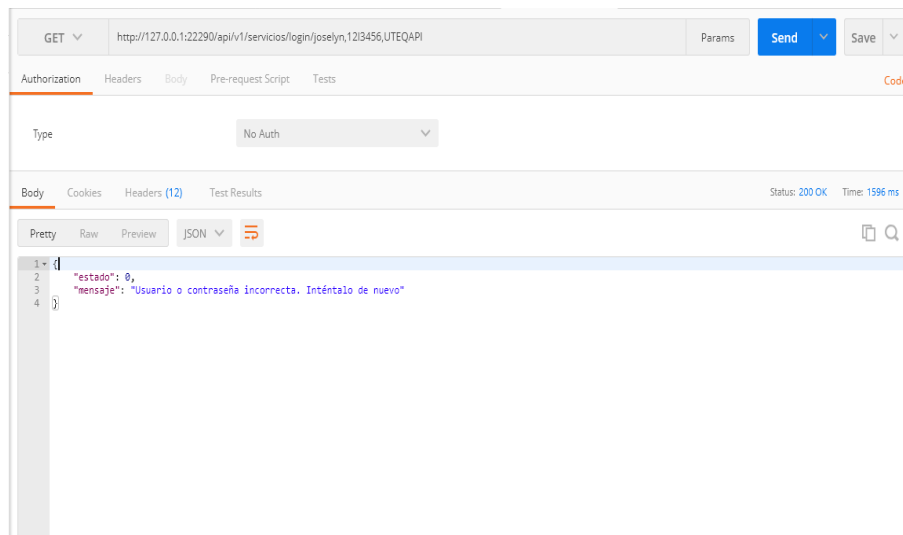 GET http://127.0.0.1:22290/api/v1/servicios/login/joselyn,12I3456,UTEQAPI Params Send Save
Authorization Headers Body Pre-request Script Tests Code
Type No Auth
Body Cookies Headers (12) Test Results Status: 200 OK Time: 1596 ms
Pretty Raw Preview JSON
1 {
2 "estado": 0,
3 "mensaje": "Usuario o contraseña incorrecta. Inténtalo de nuevo"
4 }